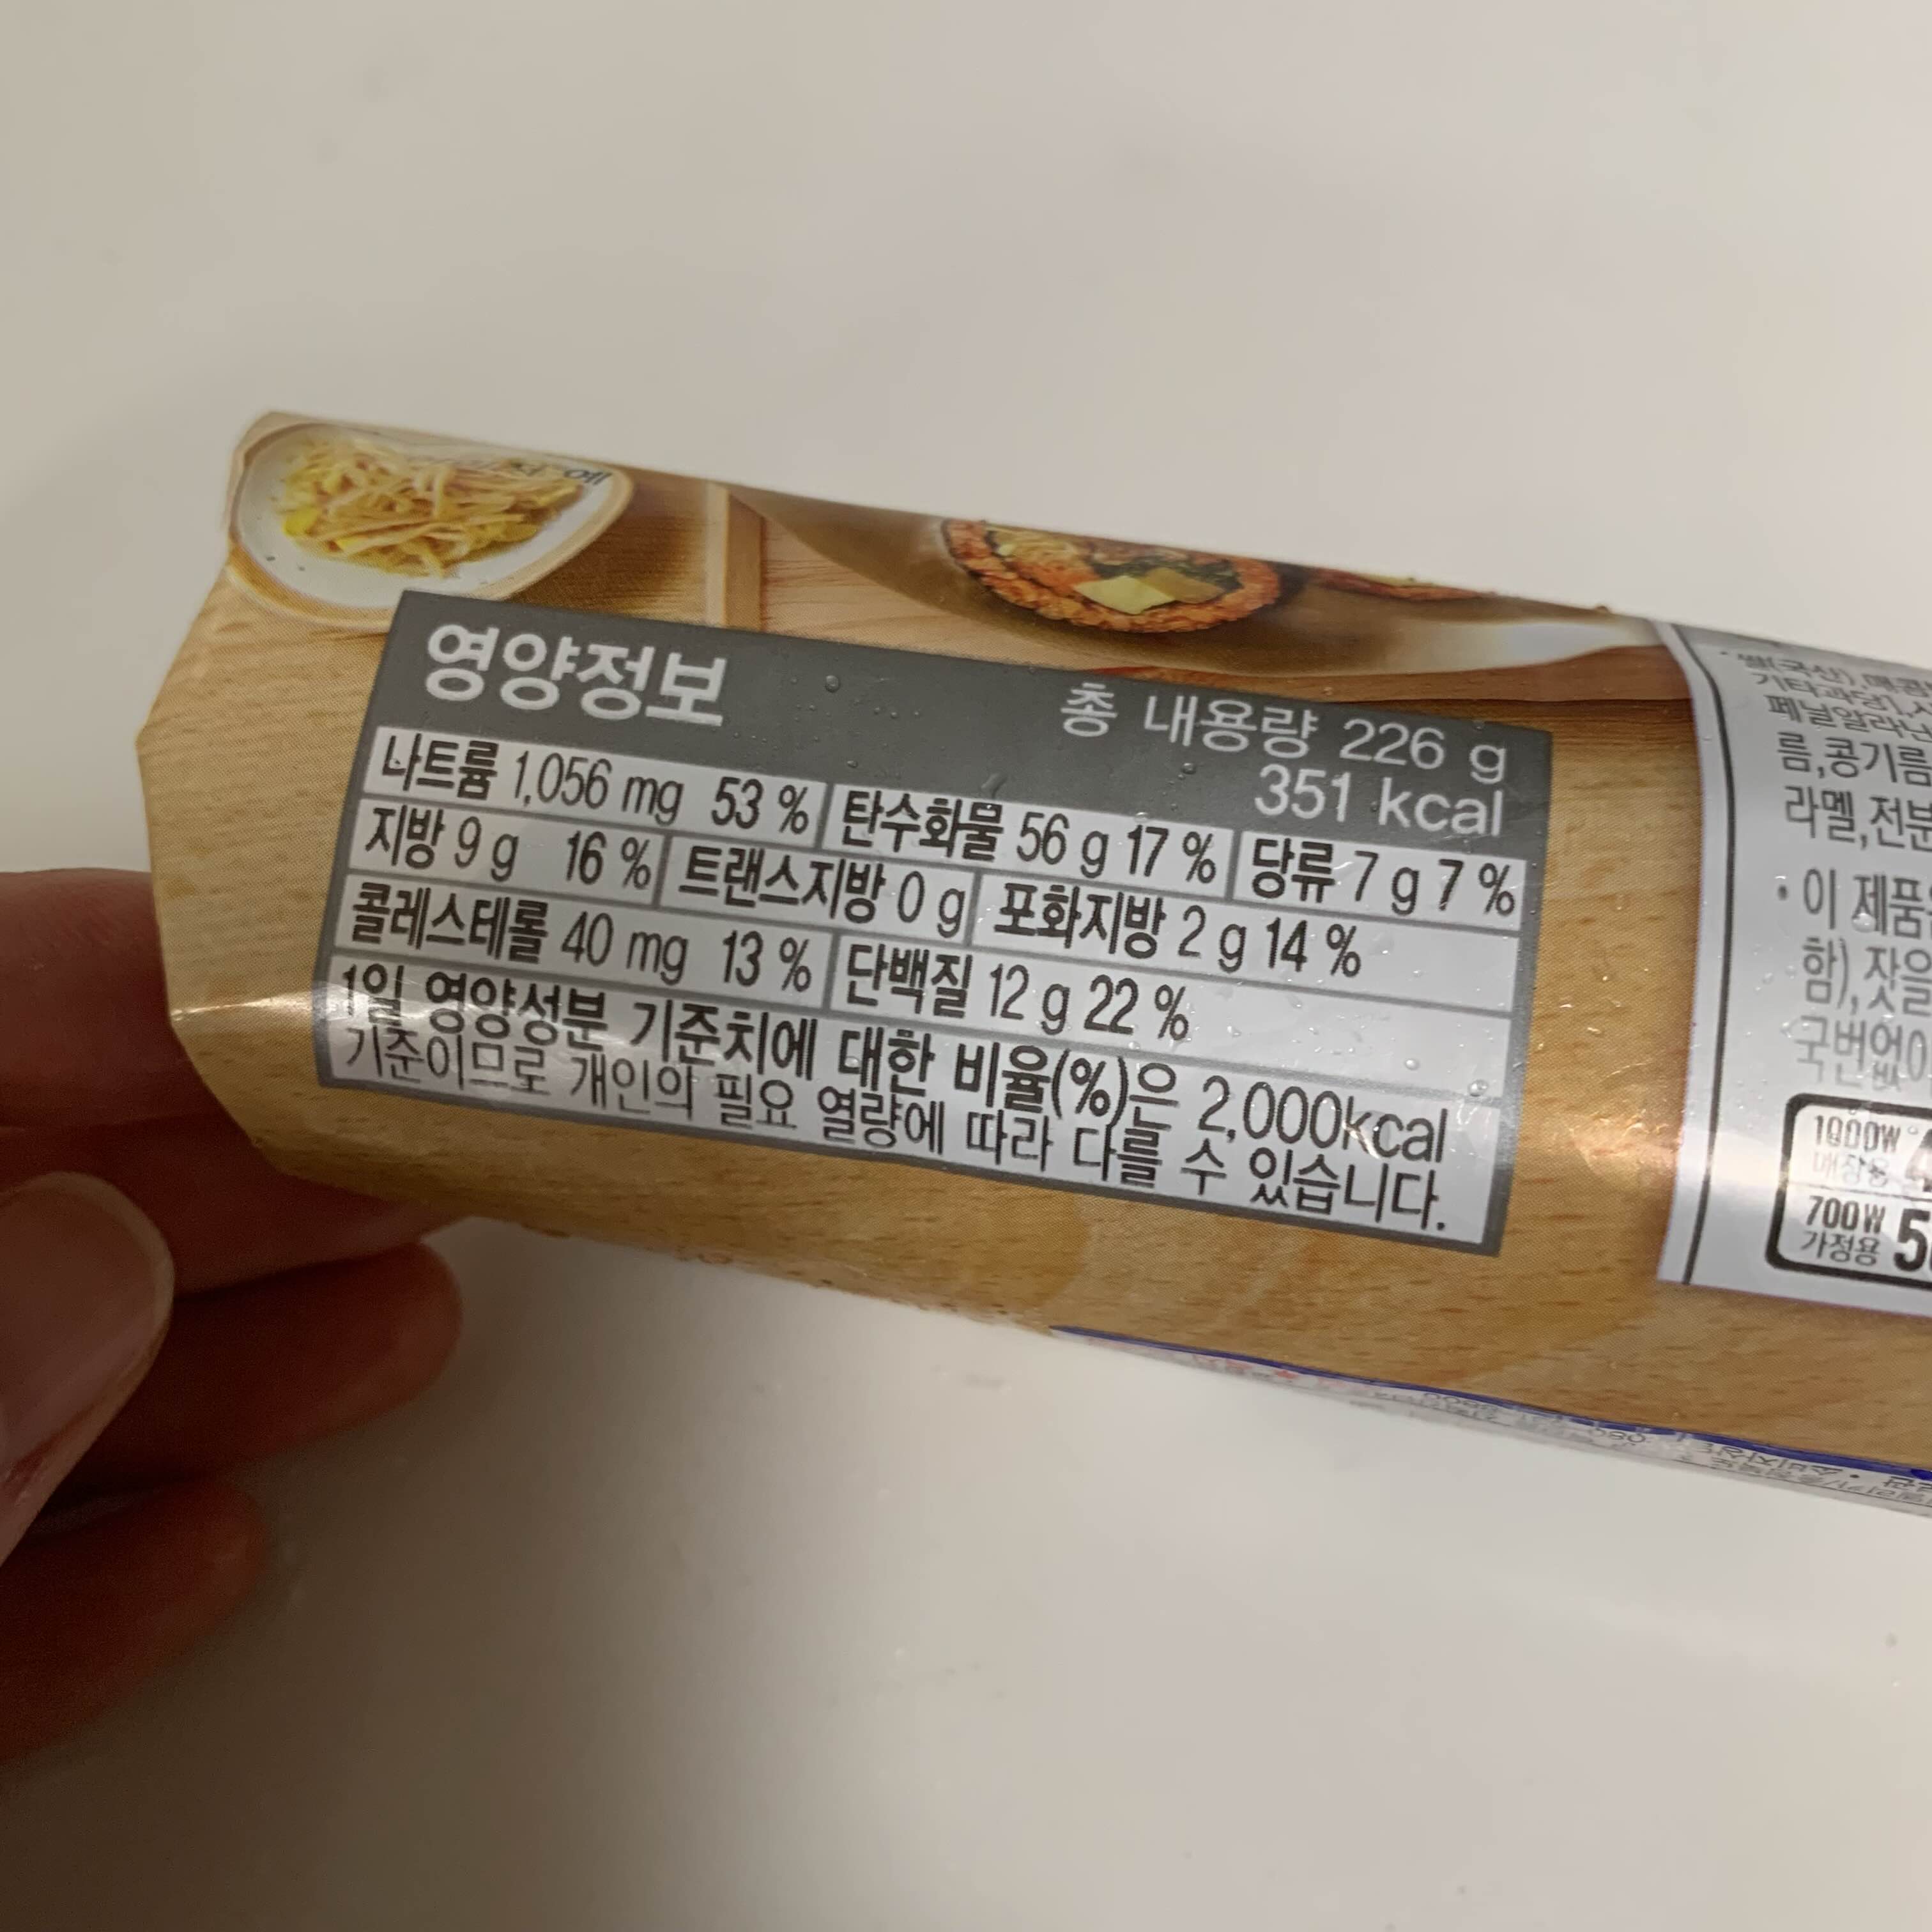 영양정보
총 내용량 226 g
351 kcal
나트륨 1,056 mg 53 % 탄수화물 56 g 17 % 당류 7 g 7 %
지방 9 g 16 % 트랜스지방 0 g 포화지방 2 g 14 %
콜레스테롤 40 mg 13 % 단백질 12 g 22 %
1일 영양성분 기준치에 대한 비율(%)은 2,000kcal
기준이므로 개인의 필요 열량에 따라 다를 수 있습니다.
름,콩기름
라멜,전분
• 이 제품
함), 잣을
1000W
매장용
700W
가정용